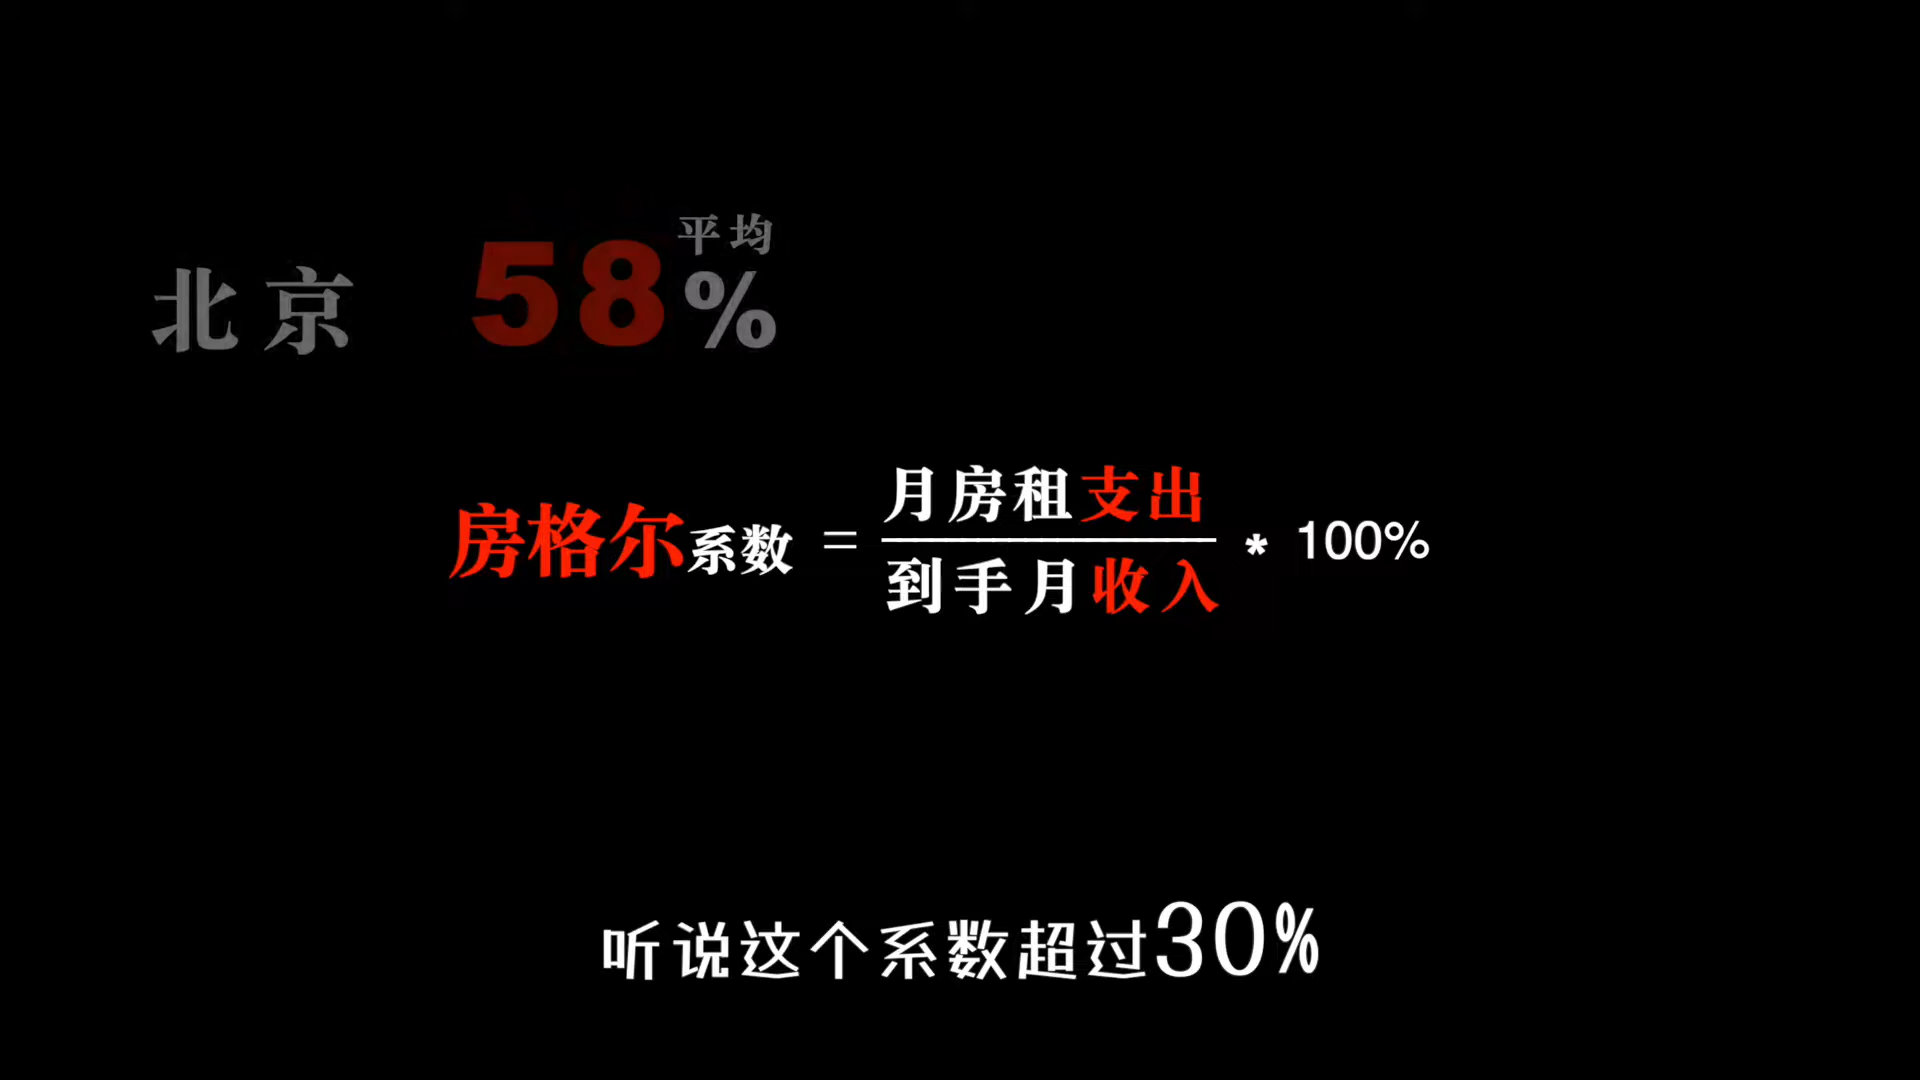 平均
北京 58%
月房租支出
房格尔系数 = * 100%
到手月收入
听说这个系数超过30%